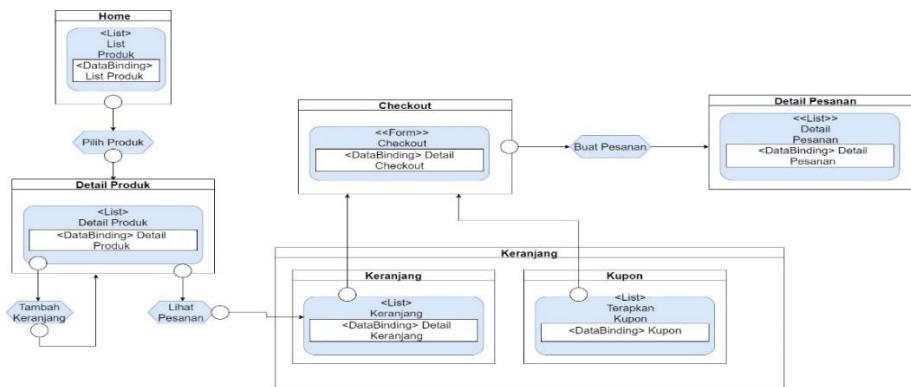 Home
<List>
List
Produk
<DataBinding>
List Produk
Pilih Produk
Detail Produk
<List>
Detail Produk
<DataBinding> Detail
Produk
Tambah
Keranjang
Lihat
Pesanan
Checkout
<<Form>>
Checkout
<DataBinding> Detail
Checkout
Buat Pesanan
Detail Pesanan
<<List>>
Detail
Pesanan
<DataBinding> Detail
Pesanan
Keranjang
Keranjang
<List>
Keranjang
<DataBinding> Detail
Keranjang
Kupon
<List>
Terapkan
Kupon
<DataBinding> Kupon